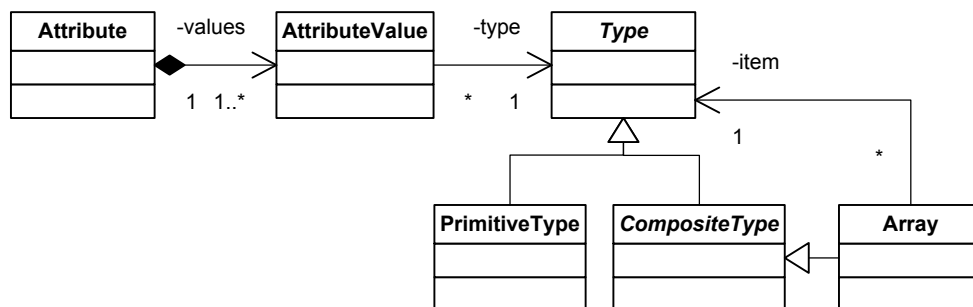 Attribute
-values
AttributeValue
-type
Type
-item
1
1..*
*
1
1
*
PrimitiveType
CompositeType
Array